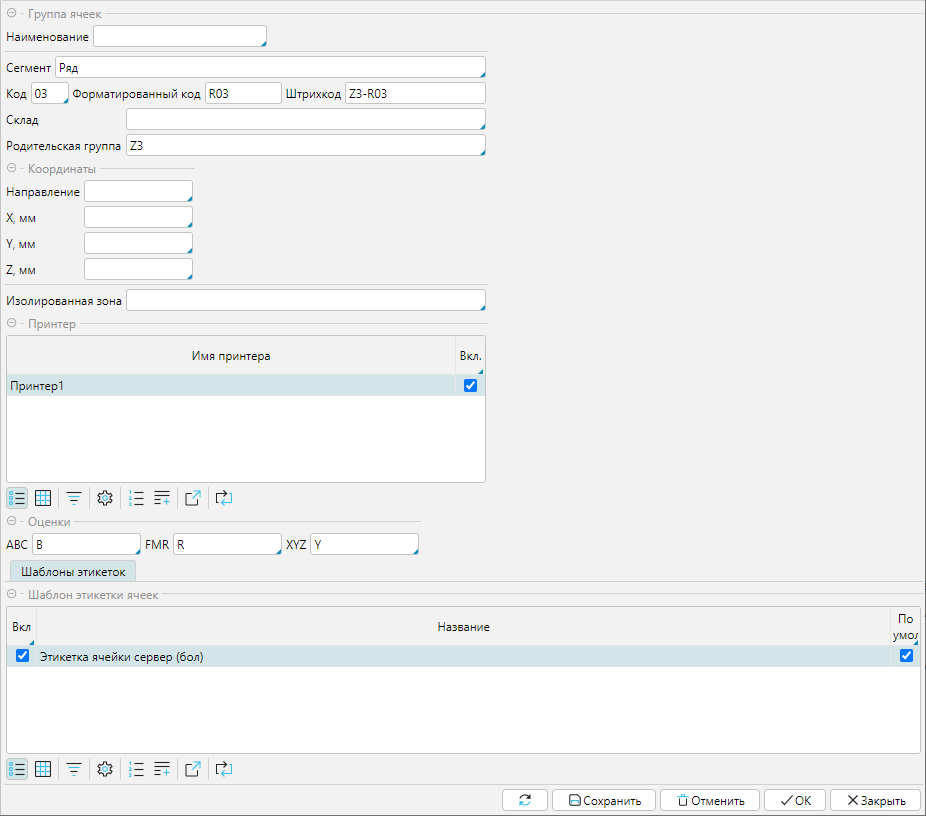 Группа ячеек
Наименование
Сегмент Ряд
Код 03 Форматированный код R03 Штрихкод Z3-R03
Склад
Родительская группа Z3
Координаты
Направление
X, мм
Y, мм
Z, мм
Изолированная зона
Принтер
Имя принтера Вкл.
Принтер1
Оценки
ABC B FMR R XYZ Y
Шаблоны этикеток
Шаблон этикетки ячеек
Вкл Название По умол
Этикетка ячейки сервер (бол)
Сохранить Отменить ОК Закрыть